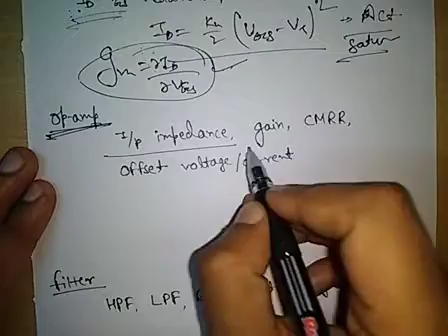 I_D = K_n/2 (V_GS - V_T)^2 → Act
satur
g_m = ∂I_D/∂V_GS
op-amp
I/p impedance, gain, CMRR,
offset voltage/current
filter
HPF, LPF,